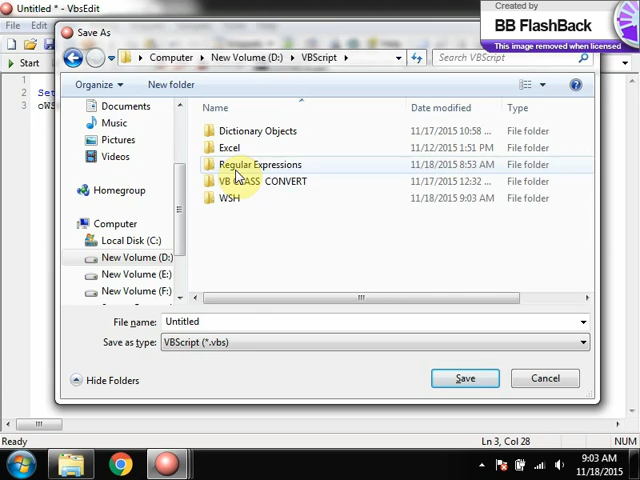 Untitled * - VbsEdit
Created by
BB FlashBack
This image removed when licensed
File Edit
Save As
Computer New Volume (D:) VBScript
Search VBScript
Start
Organize New folder
1
2
3
Set
oWS
Documents
Music
Pictures
Videos
Homegroup
Computer
Local Disk (C:)
New Volume (D:
New Volume (E:)
New Volume (F:)
Name Date modified Type
Dictionary Objects 11/17/2015 10:58 ... File folder
Excel 11/12/2015 1:51 PM File folder
Regular Expressions 11/18/2015 8:53 AM File folder
VB CLASS CONVERT 11/17/2015 12:32 ... File folder
WSH 11/18/2015 9:03 AM File folder
File name: Untitled
Save as type: VBScript (*.vbs)
Hide Folders
Save Cancel
Ready
Ln 3, Col 28 NUM
9:03 AM
11/18/2015